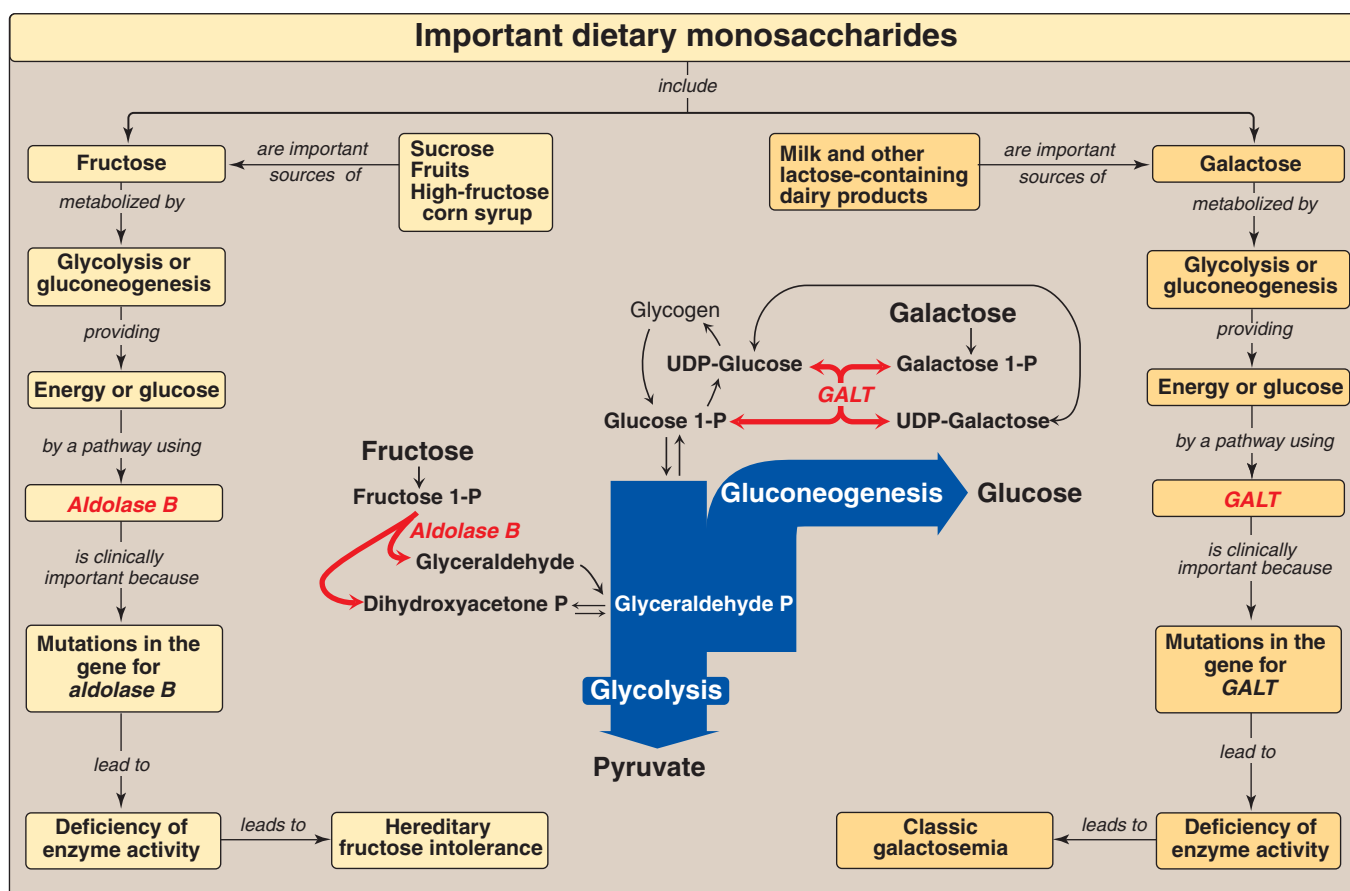 Important dietary monosaccharides
include
Fructose
are important
sources of
Sucrose
Fruits
High-fructose
corn syrup
Milk and other
lactose-containing
dairy products
are important
sources of
Galactose
metabolized by
Glycolysis or
gluconeogenesis
providing
Energy or glucose
by a pathway using
Aldolase B
is clinically
important because
Mutations in the
gene for
aldolase B
lead to
Deficiency of
enzyme activity
leads to
Hereditary
fructose intolerance
Glycogen
Galactose
UDP-Glucose
Galactose 1-P
GALT
Glucose 1-P
UDP-Galactose
Fructose
Fructose 1-P
Aldolase B
Glyceraldehyde
Dihydroxyacetone P
Glyceraldehyde P
Gluconeogenesis
Glucose
Glycolysis
Pyruvate
metabolized by
Glycolysis or
gluconeogenesis
providing
Energy or glucose
by a pathway using
GALT
is clinically
important because
Mutations in the
gene for
GALT
lead to
Deficiency of
enzyme activity
leads to
Classic
galactosemia